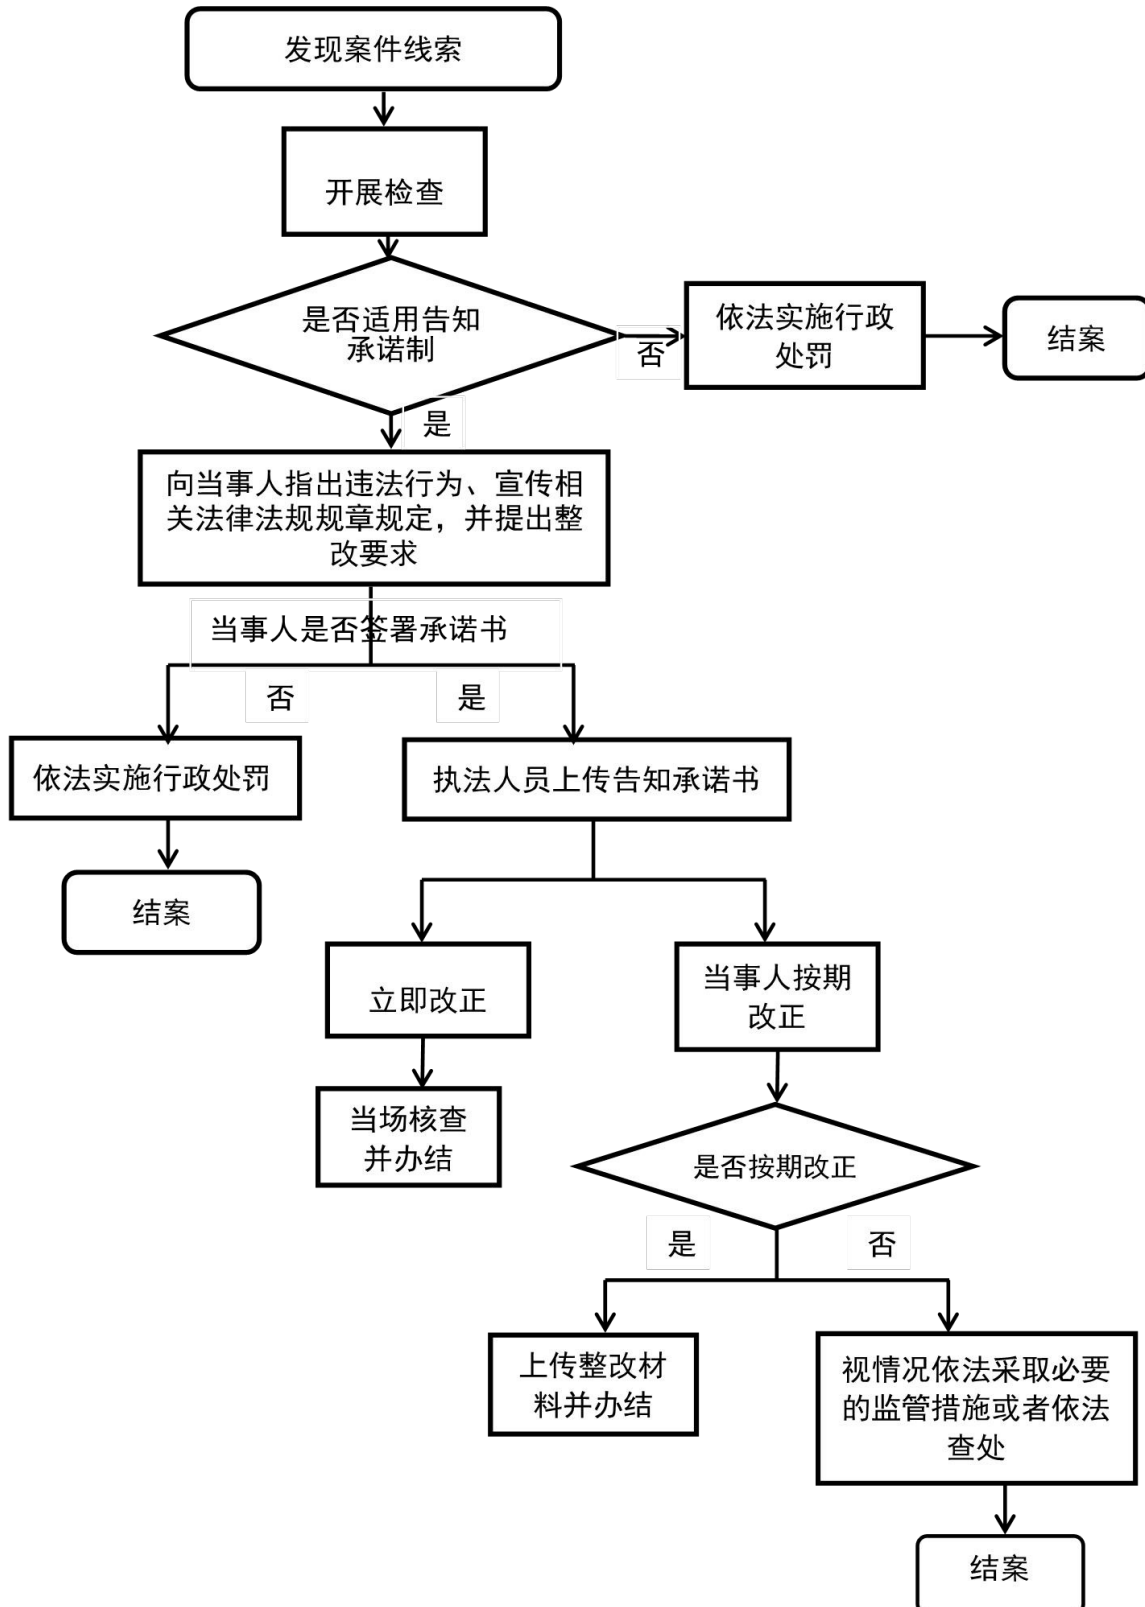 发现案件线索
开展检查
是否适用告知
承诺制
否
依法实施行政
处罚
结案
是
向当事人指出违法行为、宣传相
关法律法规规章规定，并提出整
改要求
当事人是否签署承诺书
否
是
依法实施行政处罚
执法人员上传告知承诺书
结案
立即改正
当事人按期
改正
当场核查
并办结
是否按期改正
是
否
上传整改材
料并办结
视情况依法采取必要
的监管措施或者依法
查处
结案